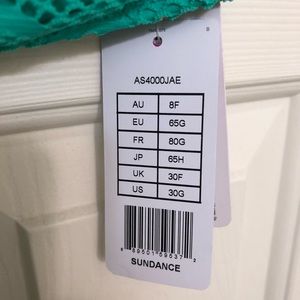 AS4000JAE
AU 8F
EU 65G
FR 80G
JP 65H
UK 30F
US 30G
SUNDANCE